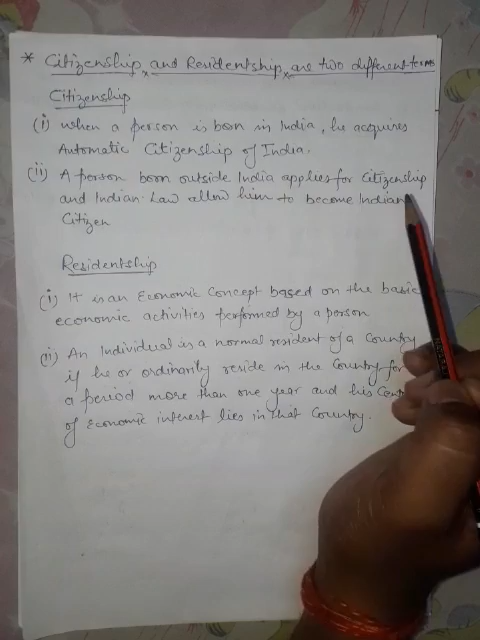 * Citizenship and Residentship are two different terms
Citizenship
(i) when a person is born in India, he acquires
Automatic Citizenship of India.
(ii) A person born outside India applies for Citizenship
and Indian Law allow him to become Indian
Citizen
Residentship
(i) It is an Economic Concept based on the basic
economic activities performed by a person
(ii) An Individual is a normal resident of a Country
if he or ordinarily reside in the Country for
a period more than one year and his
of Economic interest lies in that Country.